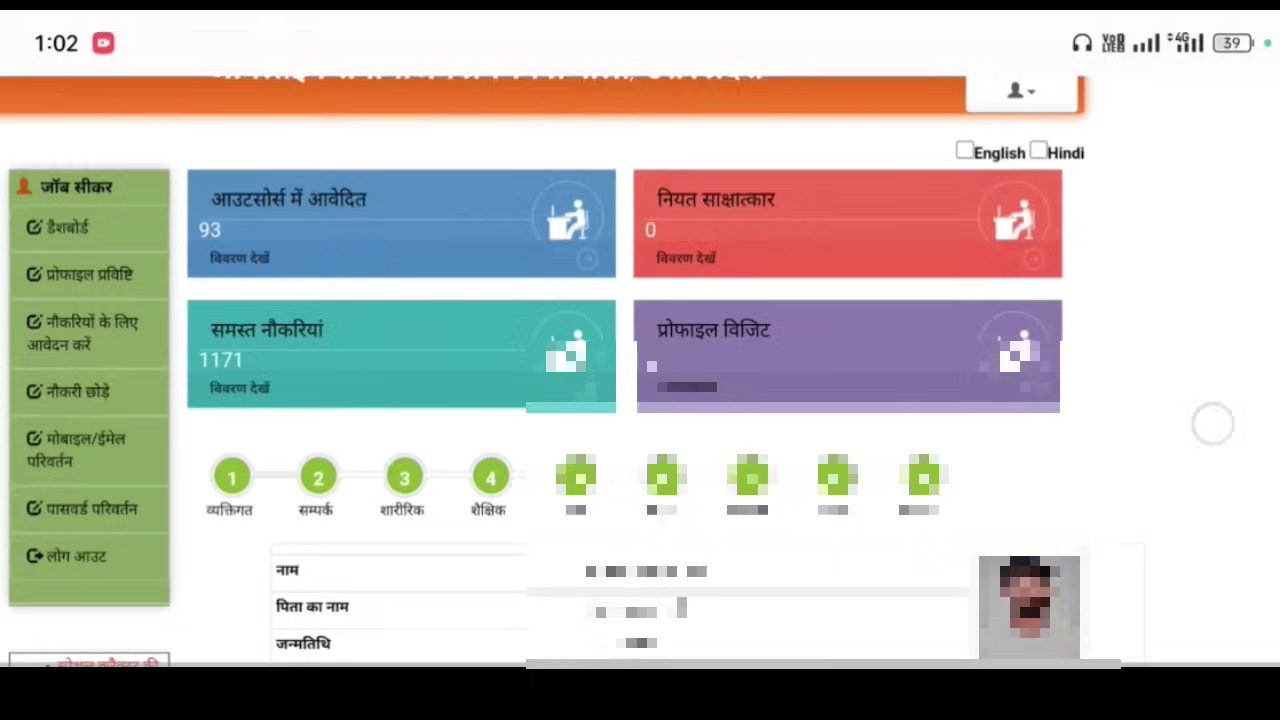 1:02
39
English Hindi
जॉब सीकर
डैशबोर्ड
प्रोफाइल प्रविष्टि
नौकरियों के लिए
आवेदन करें
नौकरी छोड़े
मोबाइल/ईमेल
परिवर्तन
पासवर्ड परिवर्तन
लोग आउट
आउटसोर्स में आवेदित
93
विवरण देखें
नियत साक्षात्कार
0
विवरण देखें
समस्त नौकरियां
1171
विवरण देखें
प्रोफाइल विजिट
1 2 3 4
व्यक्तिगत सम्पर्क शारीरिक शैक्षिक
नाम
पिता का नाम
जन्मतिथि